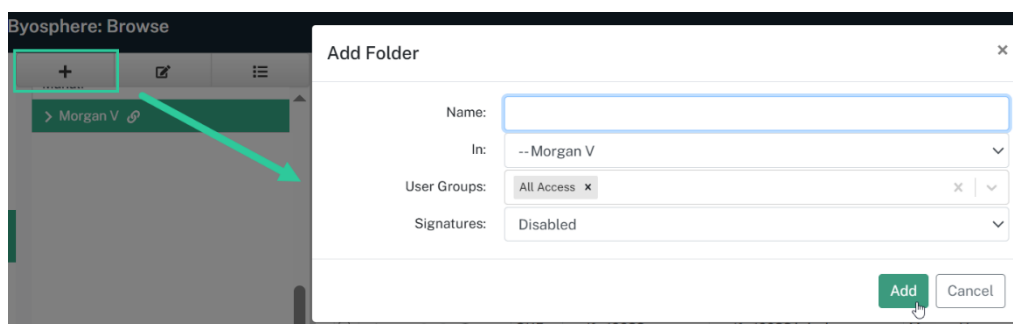 Byosphere: Browse
Add Folder ×
+
> Morgan V
Name:
In: -- Morgan V
User Groups: All Access ×
Signatures: Disabled
Add Cancel